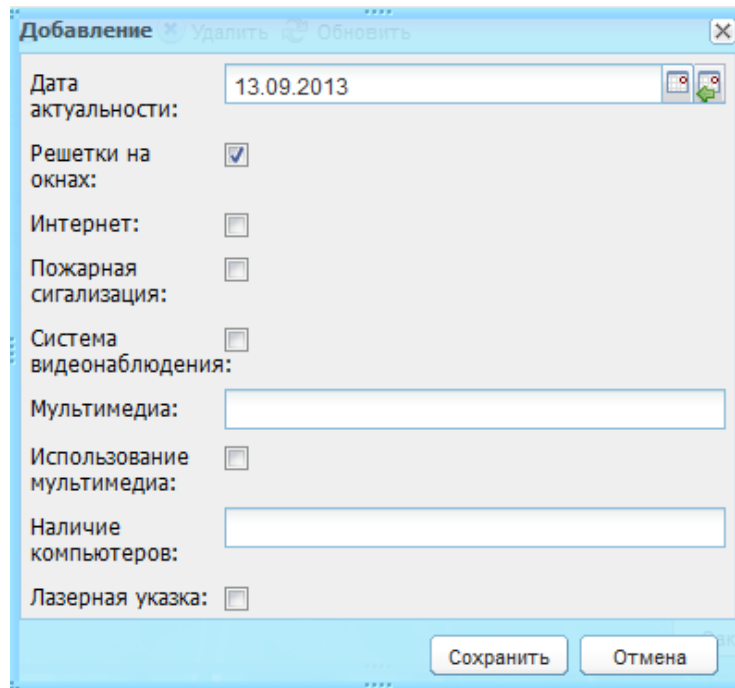 Добавление Удалить Обновить
Дата
актуальности:
13.09.2013
Решетки на
окнах:
Интернет:
Пожарная
сигализация:
Система
видеонаблюдения:
Мультимедиа:
Использование
мультимедиа:
Наличие
компьютеров:
Лазерная указка:
Сохранить Отмена